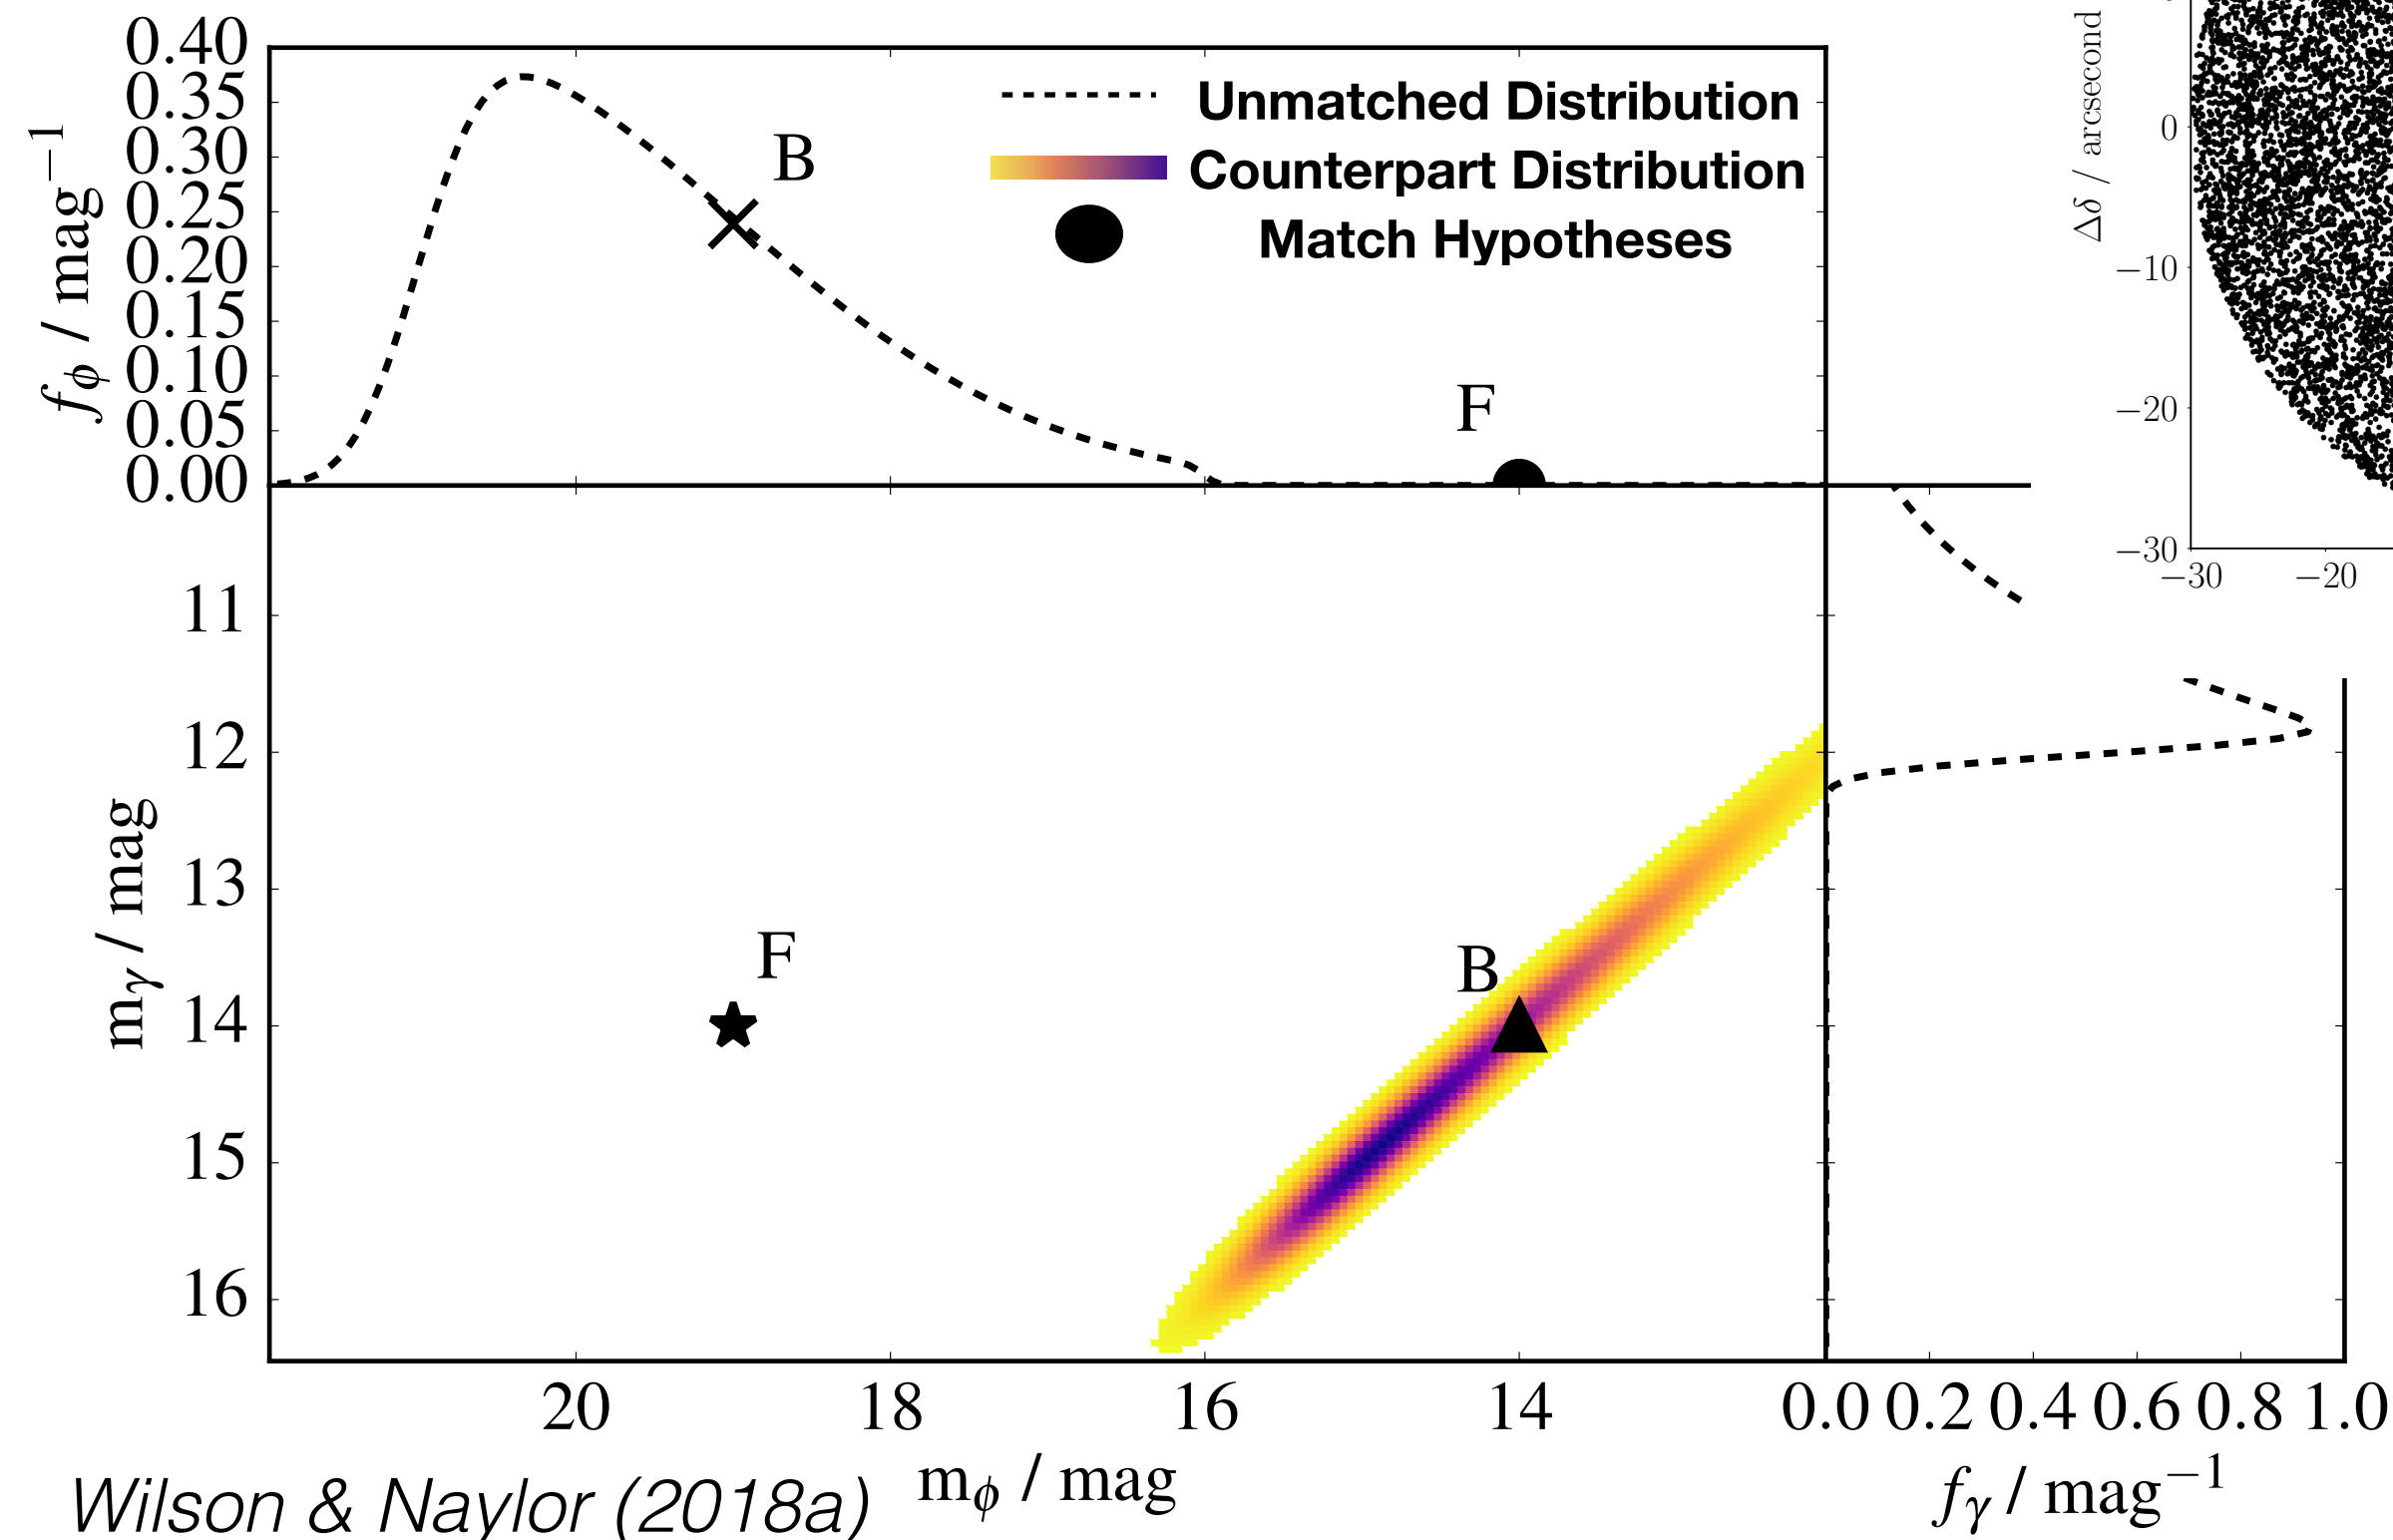 0.40
0.35
0.30
0.25
0.20
0.15
0.10
0.05
0.00
f_ϕ / mag⁻¹
Unmatched Distribution
Counterpart Distribution
Match Hypotheses
B
F
Δδ / arcsecond
0
−10
−20
−30
−30 −20
11
12
13
14
15
16
m_γ / mag
F
B
20 18 16 14
m_ϕ / mag
0.0 0.2 0.4 0.6 0.8 1.0
f_γ / mag⁻¹
Wilson & Naylor (2018a)